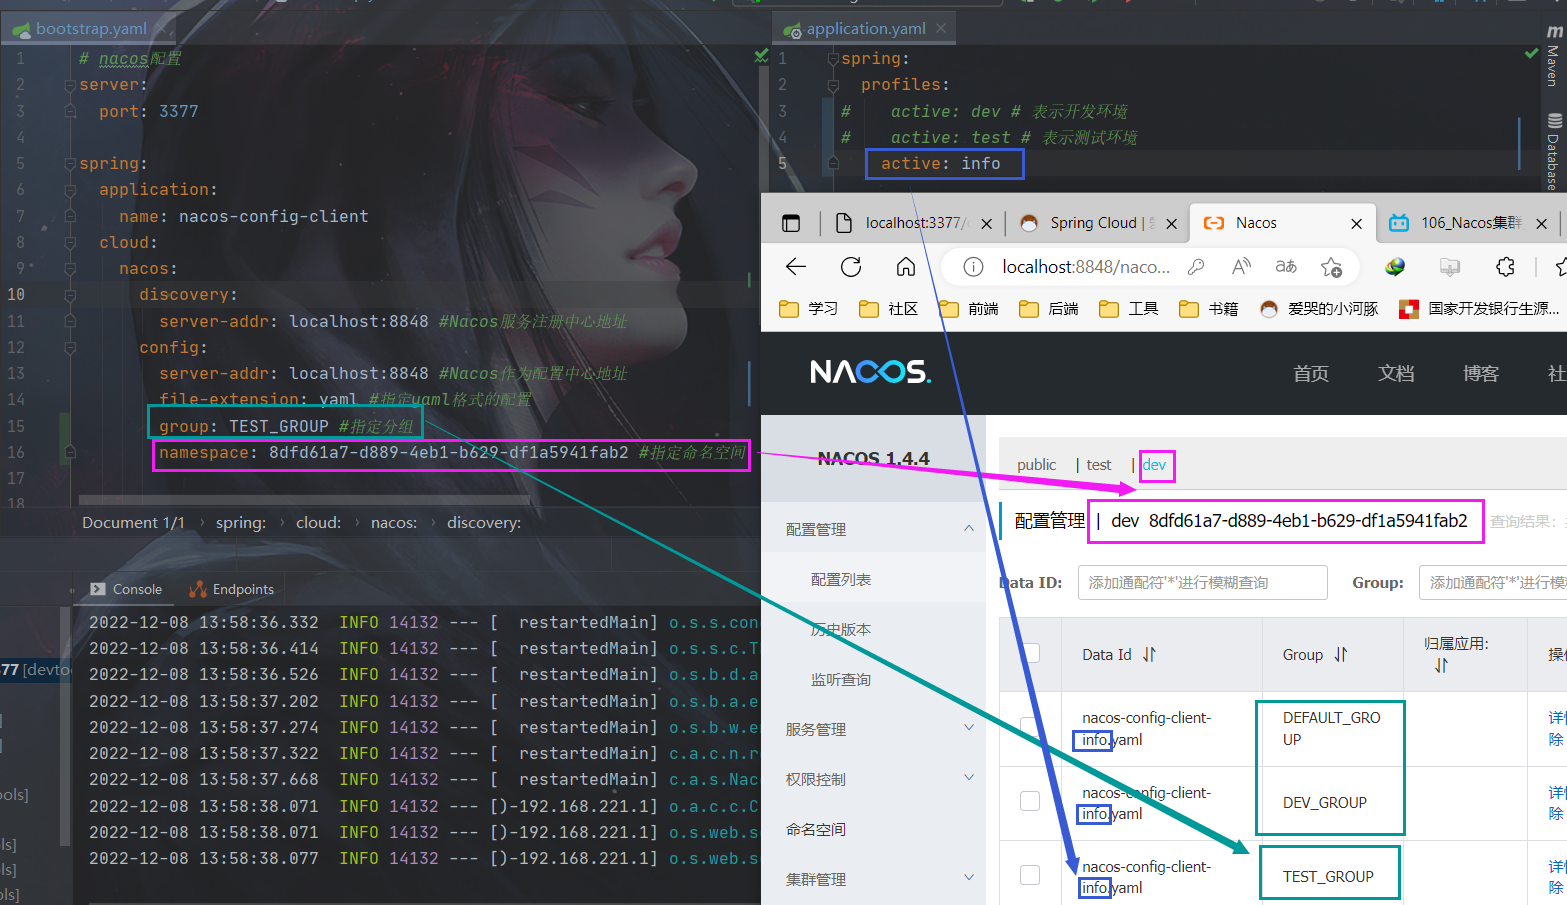 bootstrap.yaml
1 # nacos配置
2 server:
3 port: 3377
4
5 spring:
6 application:
7 name: nacos-config-client
8 cloud:
9 nacos:
10 discovery:
11 server-addr: localhost:8848 #Nacos服务注册中心地址
12 config:
13 server-addr: localhost:8848 #Nacos作为配置中心地址
14 file-extension: yaml #指定yaml格式的配置
15 group: TEST_GROUP #指定分组
16 namespace: 8dfd61a7-d889-4eb1-b629-df1a5941fab2 #指定命名空间
17
18
Document 1/1 › spring: › cloud: › nacos: › discovery:
application.yaml
1 spring:
2 profiles:
3 # active: dev # 表示开发环境
4 # active: test # 表示测试环境
5 active: info
Maven
Database
Console
Endpoints
2022-12-08 13:58:36.332 INFO 14132 --- [ restartedMain] o.s.s.con
2022-12-08 13:58:36.414 INFO 14132 --- [ restartedMain] o.s.s.c.T
2022-12-08 13:58:36.526 INFO 14132 --- [ restartedMain] o.s.b.d.a
2022-12-08 13:58:37.202 INFO 14132 --- [ restartedMain] o.s.b.a.e
2022-12-08 13:58:37.274 INFO 14132 --- [ restartedMain] o.s.b.w.e
2022-12-08 13:58:37.322 INFO 14132 --- [ restartedMain] c.a.c.n.r
2022-12-08 13:58:37.668 INFO 14132 --- [ restartedMain] c.a.s.Nac
2022-12-08 13:58:38.071 INFO 14132 --- [)-192.168.221.1] o.a.c.c.C
2022-12-08 13:58:38.071 INFO 14132 --- [)-192.168.221.1] o.s.web.s
2022-12-08 13:58:38.077 INFO 14132 --- [)-192.168.221.1] o.s.web.s
377 [devto
ools]
ls]
ls]
ols]
localhost:3377/
Spring Cloud |
Nacos
106_Nacos集群
localhost:8848/naco...
学习
社区
前端
后端
工具
书籍
爱哭的小河豚
国家开发银行生源...
NACOS.
首页
文档
博客
社
NACOS 1.4.4
配置管理
配置列表
历史版本
监听查询
服务管理
权限控制
命名空间
集群管理
public | test | dev
配置管理 | dev 8dfd61a7-d889-4eb1-b629-df1a5941fab2 查询结果:
Data ID: 添加通配符'*'进行模糊查询 Group: 添加通配符'*'进行模
Data Id
Group
归属应用:
操
nacos-config-client-
info.yaml
DEFAULT_GRO
UP
详
除
nacos-config-client-
info.yaml
DEV_GROUP
详
除
nacos-config-client-
info.yaml
TEST_GROUP
详
除